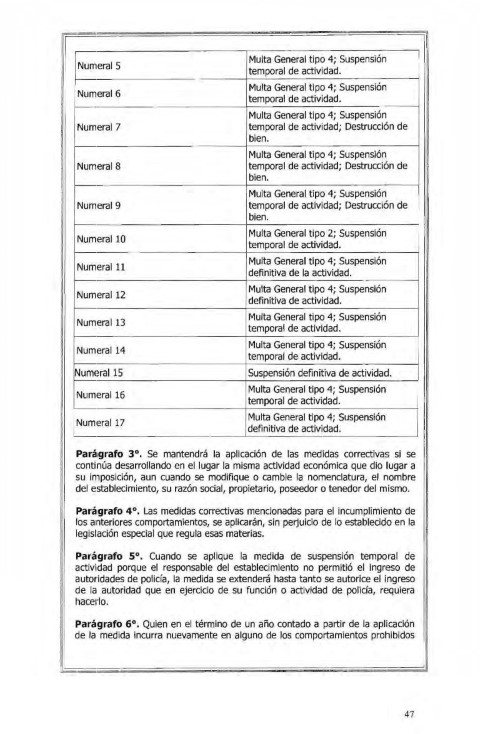 Numeral 5
Multa General tipo 4; Suspensión
temporal de actividad.
Numeral 6
Multa General tipo 4; Suspensión
temporal de actividad.
Numeral 7
Multa General tipo 4; Suspensión
temporal de actividad; Destrucción de
bien.
Numeral 8
Multa General tipo 4; Suspensión
temporal de actividad; Destrucción de
bien.
Numeral 9
Multa General tipo 4; Suspensión
temporal de actividad; Destrucción de
bien.
Numeral 10
Multa General tipo 2; Suspensión
temporal de actividad.
Numeral 11
Multa General tipo 4; Suspensión
definitiva de la actividad.
Numeral 12
Multa General tipo 4; Suspensión
definitiva de actividad.
Numeral 13
Multa General tipo 4; Suspensión
temporal de actividad.
Numeral 14
Multa General tipo 4; Suspensión
temporal de actividad.
Numeral 15
Suspensión definitiva de actividad.
Numeral 16
Multa General tipo 4; Suspensión
temporal de actividad.
Numeral 17
Multa General tipo 4; Suspensión
definitiva de actividad.
Parágrafo 3°. Se mantendrá la aplicación de las medidas correctivas si se
continúa desarrollando en el lugar la misma actividad económica que dio lugar a
su imposición, aun cuando se modifique o cambie la nomenclatura, el nombre
del establecimiento, su razón social, propietario, poseedor o tenedor del mismo.
Parágrafo 4°. Las medidas correctivas mencionadas para el incumplimiento de
los anteriores comportamientos, se aplicarán, sin perjuicio de lo establecido en la
legislación especial que regula esas materias.
Parágrafo 5°. Cuando se aplique la medida de suspensión temporal de
actividad porque el responsable del establecimiento no permitió el ingreso de
autoridades de policía, la medida se extenderá hasta tanto se autorice el ingreso
de la autoridad que en ejercicio de su función o actividad de policía, requiera
hacerlo.
Parágrafo 6°. Quien en el término de un año contado a partir de la aplicación
de la medida incurra nuevamente en alguno de los comportamientos prohibidos
47